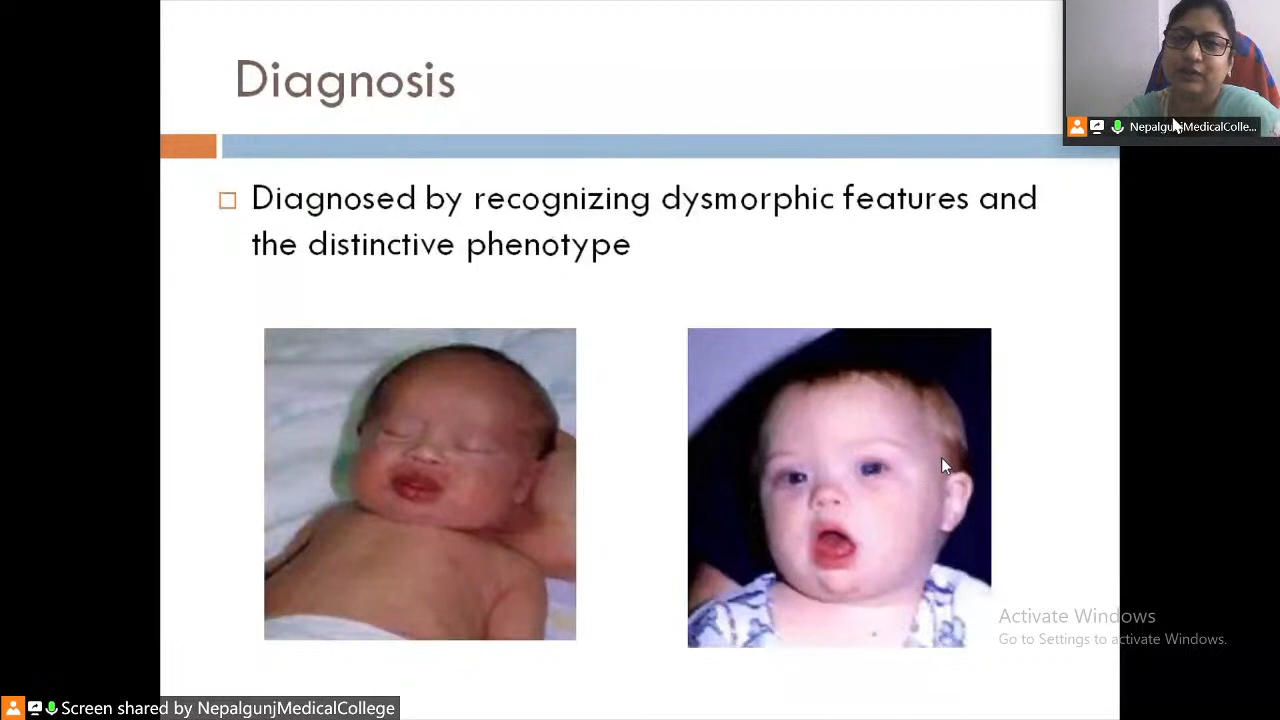 Diagnosis
NepalgunjMedicalColle...
Diagnosed by recognizing dysmorphic features and
the distinctive phenotype
Activate Windows
Go to Settings to activate Windows.
Screen shared by NepalgunjMedicalCollege